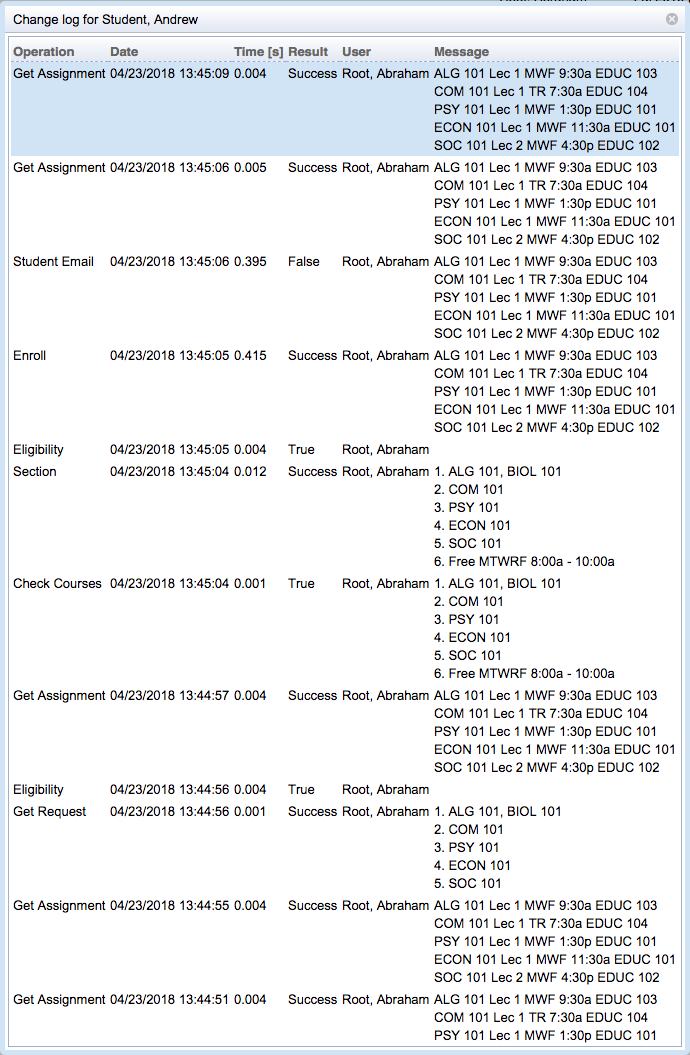 Change log for Student, Andrew
Operation Date Time [s] Result User Message
Get Assignment 04/23/2018 13:45:09 0.004 Success Root, Abraham ALG 101 Lec 1 MWF 9:30a EDUC 103
COM 101 Lec 1 TR 7:30a EDUC 104
PSY 101 Lec 1 MWF 1:30p EDUC 101
ECON 101 Lec 1 MWF 11:30a EDUC 101
SOC 101 Lec 2 MWF 4:30p EDUC 102
Get Assignment 04/23/2018 13:45:06 0.005 Success Root, Abraham ALG 101 Lec 1 MWF 9:30a EDUC 103
COM 101 Lec 1 TR 7:30a EDUC 104
PSY 101 Lec 1 MWF 1:30p EDUC 101
ECON 101 Lec 1 MWF 11:30a EDUC 101
SOC 101 Lec 2 MWF 4:30p EDUC 102
Student Email 04/23/2018 13:45:06 0.395 False Root, Abraham ALG 101 Lec 1 MWF 9:30a EDUC 103
COM 101 Lec 1 TR 7:30a EDUC 104
PSY 101 Lec 1 MWF 1:30p EDUC 101
ECON 101 Lec 1 MWF 11:30a EDUC 101
SOC 101 Lec 2 MWF 4:30p EDUC 102
Enroll 04/23/2018 13:45:05 0.415 Success Root, Abraham ALG 101 Lec 1 MWF 9:30a EDUC 103
COM 101 Lec 1 TR 7:30a EDUC 104
PSY 101 Lec 1 MWF 1:30p EDUC 101
ECON 101 Lec 1 MWF 11:30a EDUC 101
SOC 101 Lec 2 MWF 4:30p EDUC 102
Eligibility 04/23/2018 13:45:05 0.004 True Root, Abraham
Section 04/23/2018 13:45:04 0.012 Success Root, Abraham 1. ALG 101, BIOL 101
2. COM 101
3. PSY 101
4. ECON 101
5. SOC 101
6. Free MTWRF 8:00a - 10:00a
Check Courses 04/23/2018 13:45:04 0.001 True Root, Abraham 1. ALG 101, BIOL 101
2. COM 101
3. PSY 101
4. ECON 101
5. SOC 101
6. Free MTWRF 8:00a - 10:00a
Get Assignment 04/23/2018 13:44:57 0.004 Success Root, Abraham ALG 101 Lec 1 MWF 9:30a EDUC 103
COM 101 Lec 1 TR 7:30a EDUC 104
PSY 101 Lec 1 MWF 1:30p EDUC 101
ECON 101 Lec 1 MWF 11:30a EDUC 101
SOC 101 Lec 2 MWF 4:30p EDUC 102
Eligibility 04/23/2018 13:44:56 0.004 True Root, Abraham
Get Request 04/23/2018 13:44:56 0.001 Success Root, Abraham 1. ALG 101, BIOL 101
2. COM 101
3. PSY 101
4. ECON 101
5. SOC 101
Get Assignment 04/23/2018 13:44:55 0.004 Success Root, Abraham ALG 101 Lec 1 MWF 9:30a EDUC 103
COM 101 Lec 1 TR 7:30a EDUC 104
PSY 101 Lec 1 MWF 1:30p EDUC 101
ECON 101 Lec 1 MWF 11:30a EDUC 101
SOC 101 Lec 2 MWF 4:30p EDUC 102
Get Assignment 04/23/2018 13:44:51 0.004 Success Root, Abraham ALG 101 Lec 1 MWF 9:30a EDUC 103
COM 101 Lec 1 TR 7:30a EDUC 104
PSY 101 Lec 1 MWF 1:30p EDUC 101